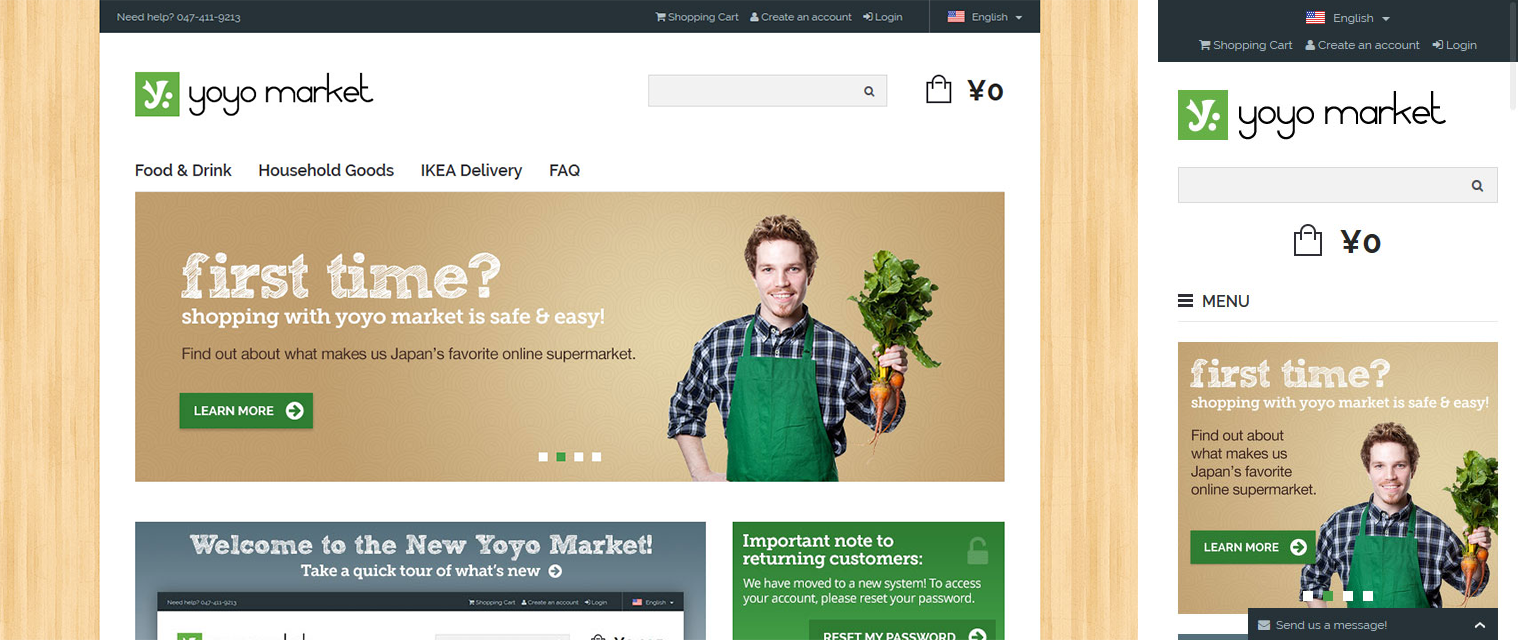 Need help? 047-411-9213
Shopping Cart Create an account Login English
y: yoyo market
¥0
Food & Drink Household Goods IKEA Delivery FAQ
first time?
shopping with yoyo market is safe & easy!
Find out about what makes us Japan's favorite online supermarket.
LEARN MORE
Welcome to the New Yoyo Market!
Take a quick tour of what's new
Need help? 047-411-9213
Shopping Cart Create an account Login English
Important note to
returning customers:
We have moved to a new system! To access
your account, please reset your password.
RESET MY PASSWORD
English
Shopping Cart Create an account Login
y: yoyo market
¥0
MENU
first time?
shopping with yoyo market is safe & easy!
Find out about
what makes us
Japan's favorite
online supermarket.
LEARN MORE
Send us a message!